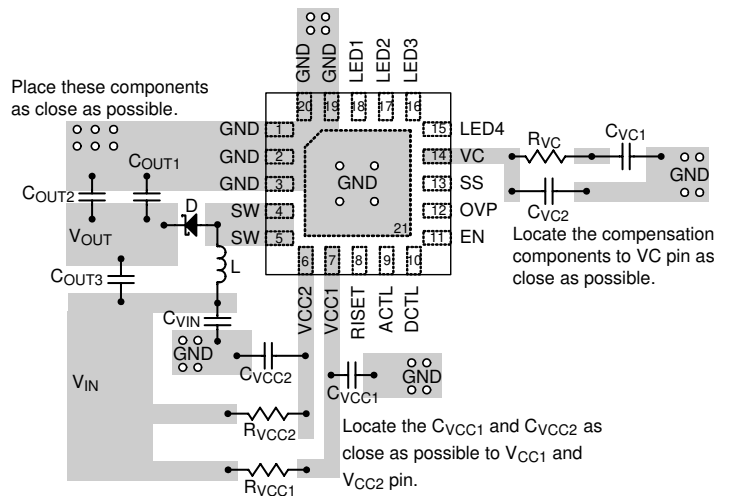 GND
GND
LED1
LED2
LED3
Place these components
as close as possible.
20
19
18
17
16
GND 1
15 LED4
RVC
CVC1
GND 2
14 VC
GND
COUT1
GND 3
GND
13 SS
COUT2
D
SW 4
12 OVP
CVC2
VOUT
SW 5
21
11 EN
Locate the compensation
components to VC pin as
close as possible.
COUT3
L
6
7
8
9
10
VCC2
VCC1
RISET
ACTL
DCTL
CVIN
GND
VIN
CVCC2
CVCC1
GND
RVCC2
Locate the CVCC1 and CVCC2 as
close as possible to VCC1 and
VCC2 pin.
RVCC1